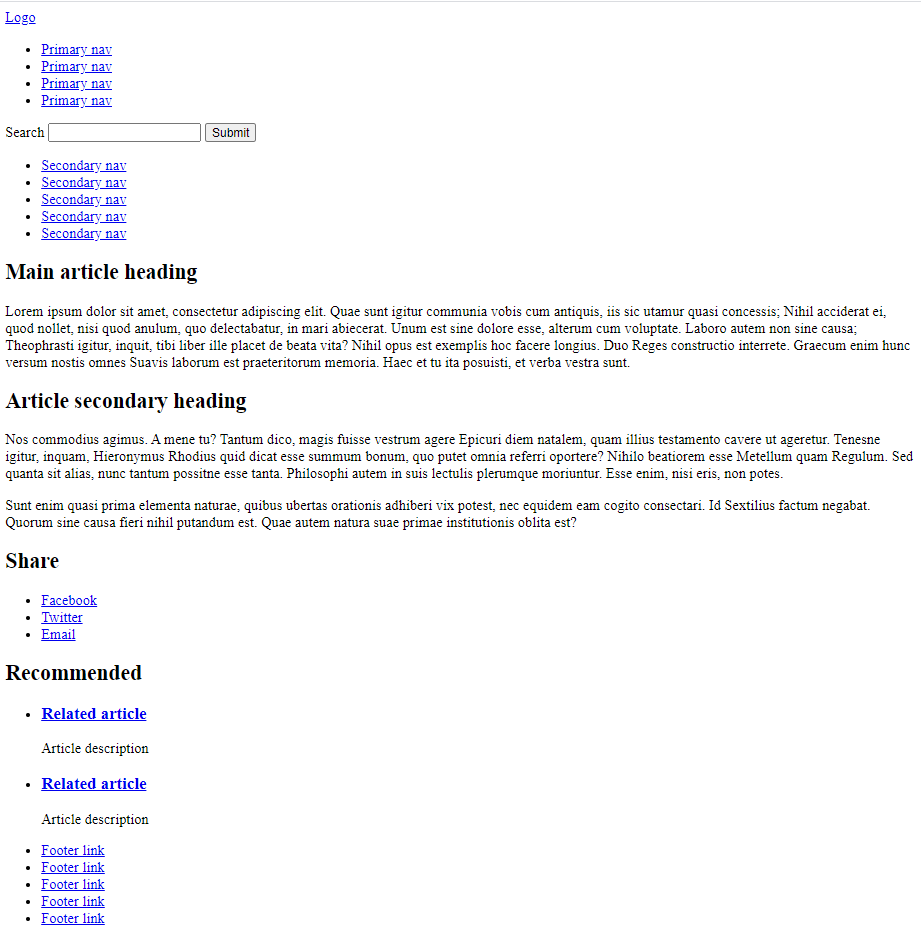 Logo
Primary nav
Primary nav
Primary nav
Primary nav
Search Submit
Secondary nav
Secondary nav
Secondary nav
Secondary nav
Secondary nav
Main article heading
Lorem ipsum dolor sit amet, consectetur adipiscing elit. Quae sunt igitur communia vobis cum antiquis, iis sic utamur quasi concessis; Nihil acciderat ei,
quod nollet, nisi quod anulum, quo delectabatur, in mari abiecerat. Unum est sine dolore esse, alterum cum voluptate. Laboro autem non sine causa;
Theophrasti igitur, inquit, tibi liber ille placet de beata vita? Nihil opus est exemplis hoc facere longius. Duo Reges constructio interrete. Graecum enim hunc
versum nostis omnes Suavis laborum est praeteritorum memoria. Haec et tu ita posuisti, et verba vestra sunt.
Article secondary heading
Nos commodius agimus. A mene tu? Tantum dico, magis fuisse vestrum agere Epicuri diem natalem, quam illius testamento cavere ut ageretur. Tenesne
igitur, inquam, Hieronymus Rhodius quid dicat esse summum bonum, quo putet omnia referri oportere? Nihilo beatiorem esse Metellum quam Regulum. Sed
quanta sit alias, nunc tantum possitne esse tanta. Philosophi autem in suis lectulis plerumque moriuntur. Esse enim, nisi eris, non potes.
Sunt enim quasi prima elementa naturae, quibus ubertas orationis adhiberi vix potest, nec equidem eam cogito consectari. Id Sextilius factum negabat.
Quorum sine causa fieri nihil putandum est. Quae autem natura suae primae institutionis oblita est?
Share
Facebook
Twitter
Email
Recommended
Related article
Article description
Related article
Article description
Footer link
Footer link
Footer link
Footer link
Footer link